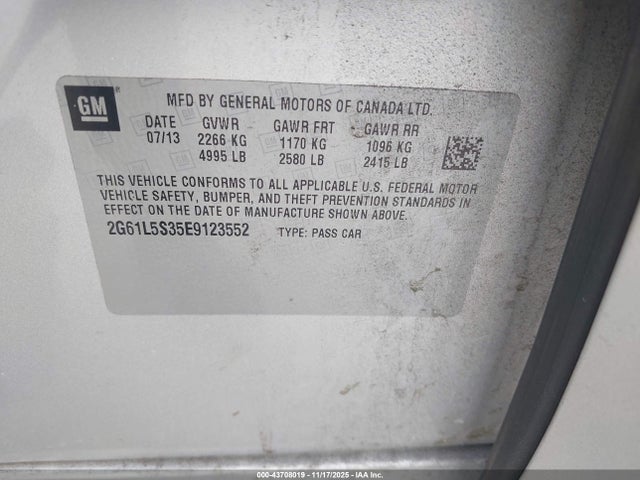 GM
MFD BY GENERAL MOTORS OF CANADA LTD.
DATE GVWR GAWR FRT GAWR RR
07/13 2266 KG 1170 KG 1096 KG
4995 LB 2580 LB 2415 LB
THIS VEHICLE CONFORMS TO ALL APPLICABLE U.S. FEDERAL MOTOR
VEHICLE SAFETY, BUMPER, AND THEFT PREVENTION STANDARDS IN
EFFECT ON THE DATE OF MANUFACTURE SHOWN ABOVE.
2G61L5S35E9123552 TYPE: PASS CAR
000-43708019 | 11/17/2025 - IAAI.COM